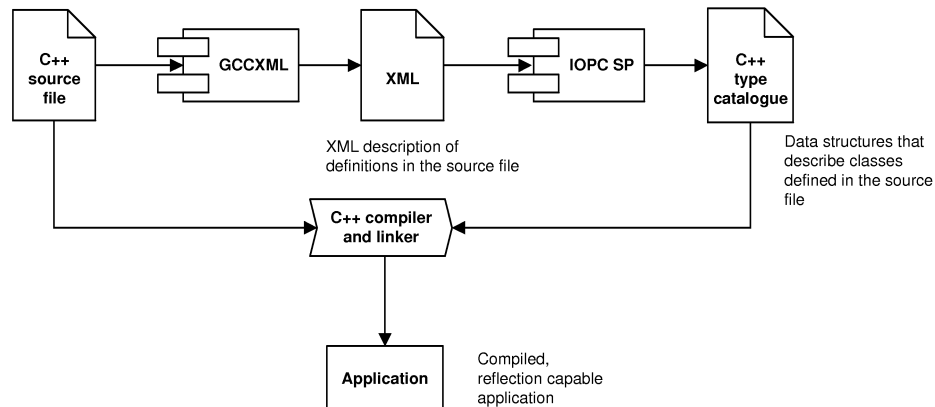 C++
source
file
GCCXML
XML
IOPC SP
C++
type
catalogue
XML description of
definitions in the source file
Data structures that
describe classes
defined in the source
file
C++ compiler
and linker
Application
Compiled,
reflection capable
application